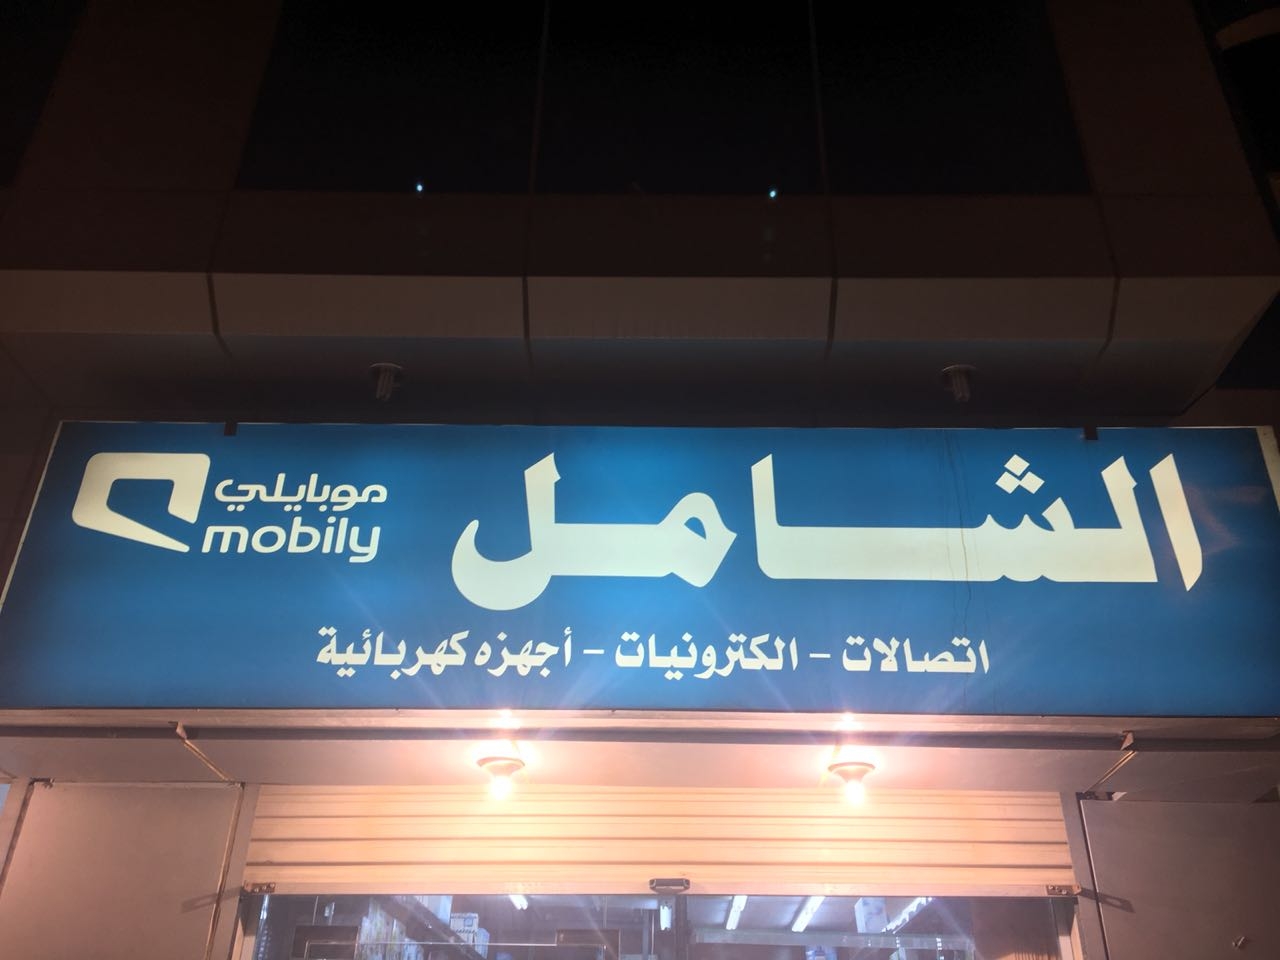 الشامل
موبايلي
mobily
اتصالات - الكترونيات - أجهزه كهربائية